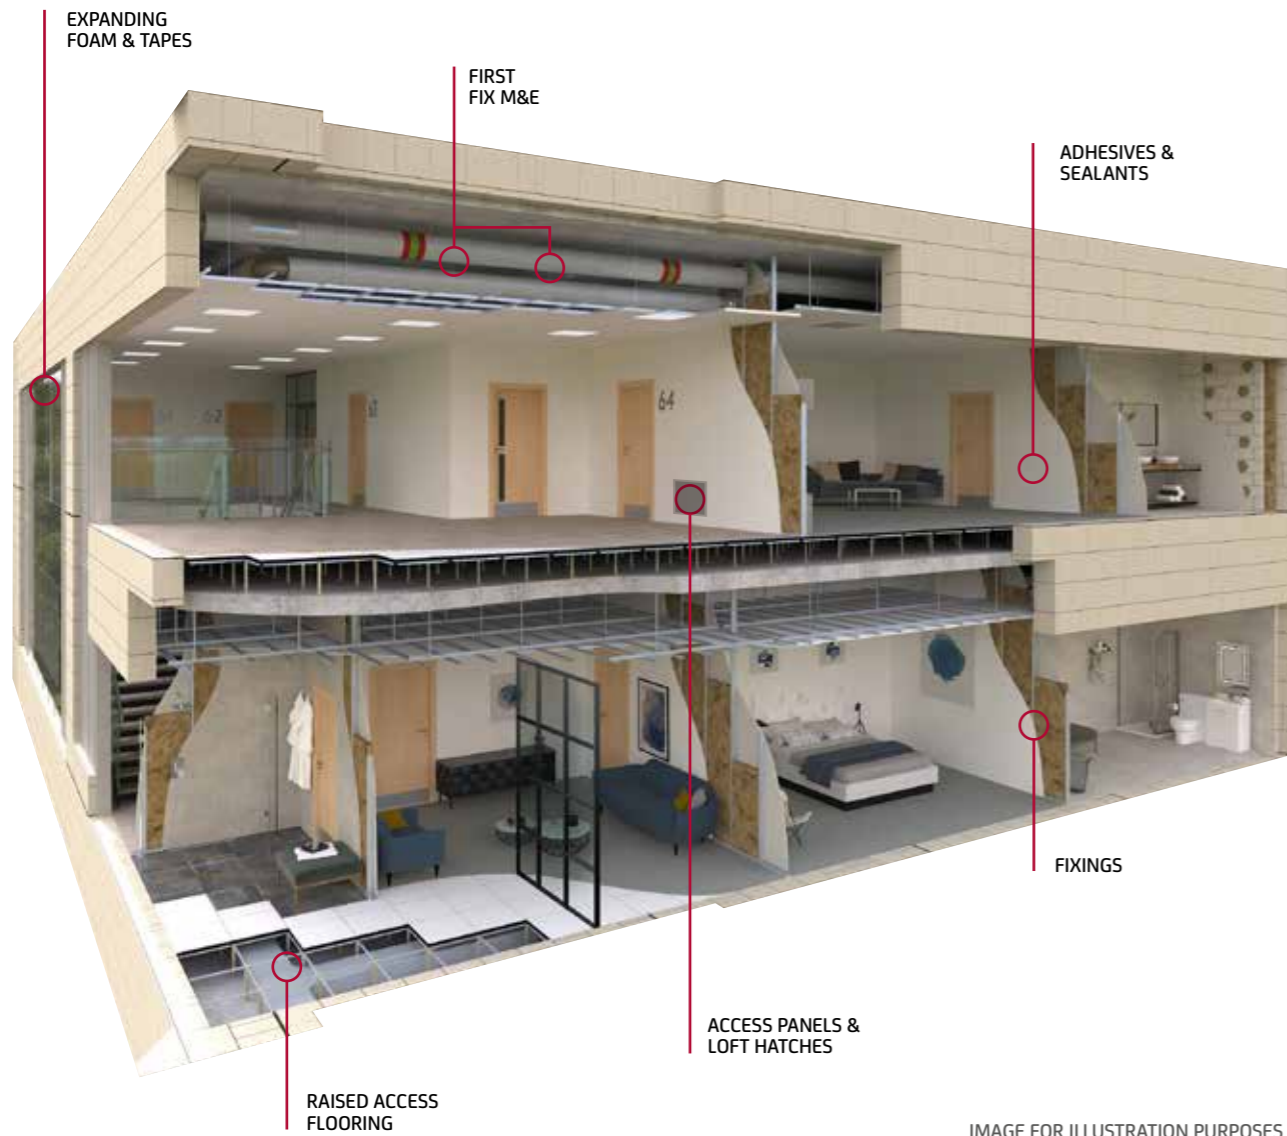 EXPANDING
FOAM & TAPES
FIRST
FIX M&E
ADHESIVES &
SEALANTS
62
64
FIXINGS
ACCESS PANELS &
LOFT HATCHES
RAISED ACCESS
FLOORING
IMAGE FOR ILLUSTRATION PURPOSES